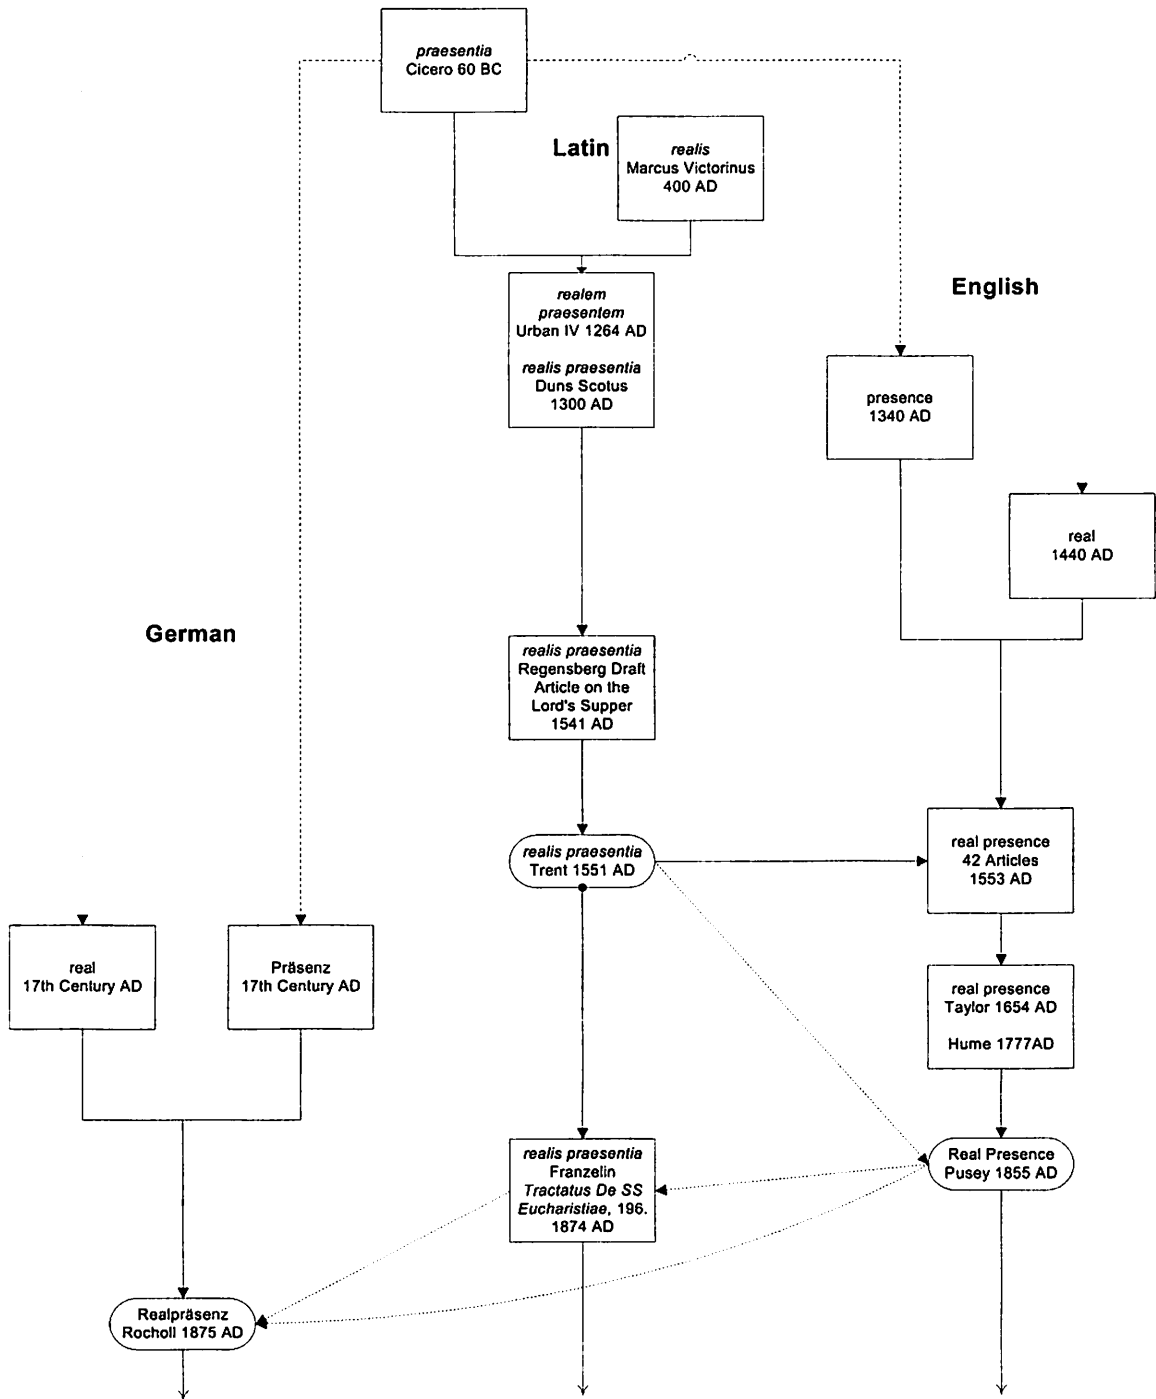 praesentia
Cicero 60 BC
Latin
realis
Marcus Victorinus
400 AD
realem
praesentem
Urban IV 1264 AD
realis praesentia
Duns Scotus
1300 AD
English
presence
1340 AD
real
1440 AD
German
realis praesentia
Regensberg Draft
Article on the
Lord's Supper
1541 AD
realis praesentia
Trent 1551 AD
real presence
42 Articles
1553 AD
real
17th Century AD
Präsenz
17th Century AD
real presence
Taylor 1654 AD
Hume 1777AD
realis praesentia
Franzelin
Tractatus De SS
Eucharistiae, 196.
1874 AD
Real Presence
Pusey 1855 AD
Realpräsenz
Rocholl 1875 AD